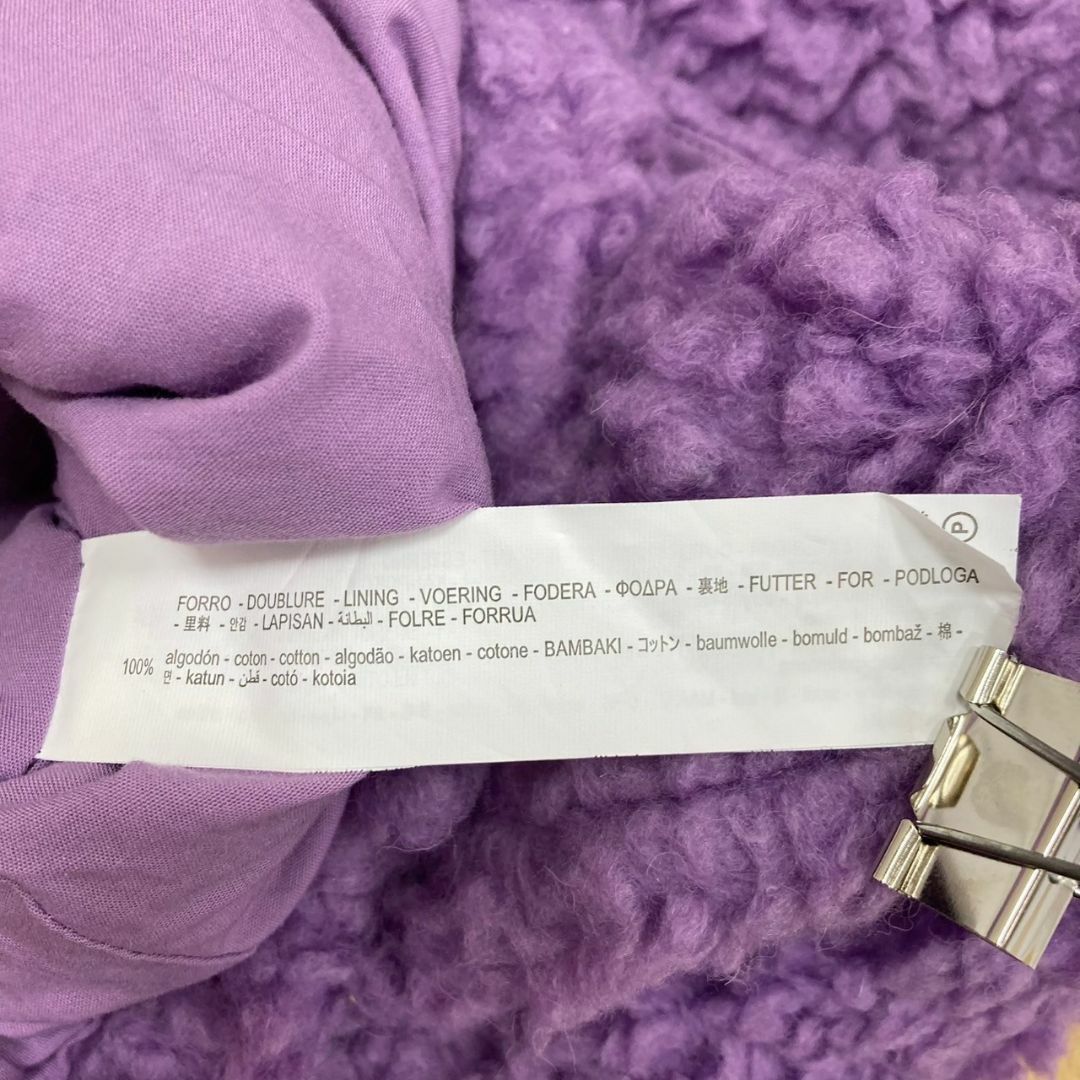 P
FORRO - DOUBLURE - LINING - VOERING - FODERA - ΦΟΔΡΑ - 裏地 - FUTTER - FOR - PODLOGA
- 里料 - 안감 - LAPISAN - البطانة - FOLRE - FORRUA
100% algodón - coton - cotton - algodão - katoen - cotone - BAMBAKI - コットン - baumwolle - bomuld - bombaž - 棉 -
면 - katun - قطن - cotó - kotoia